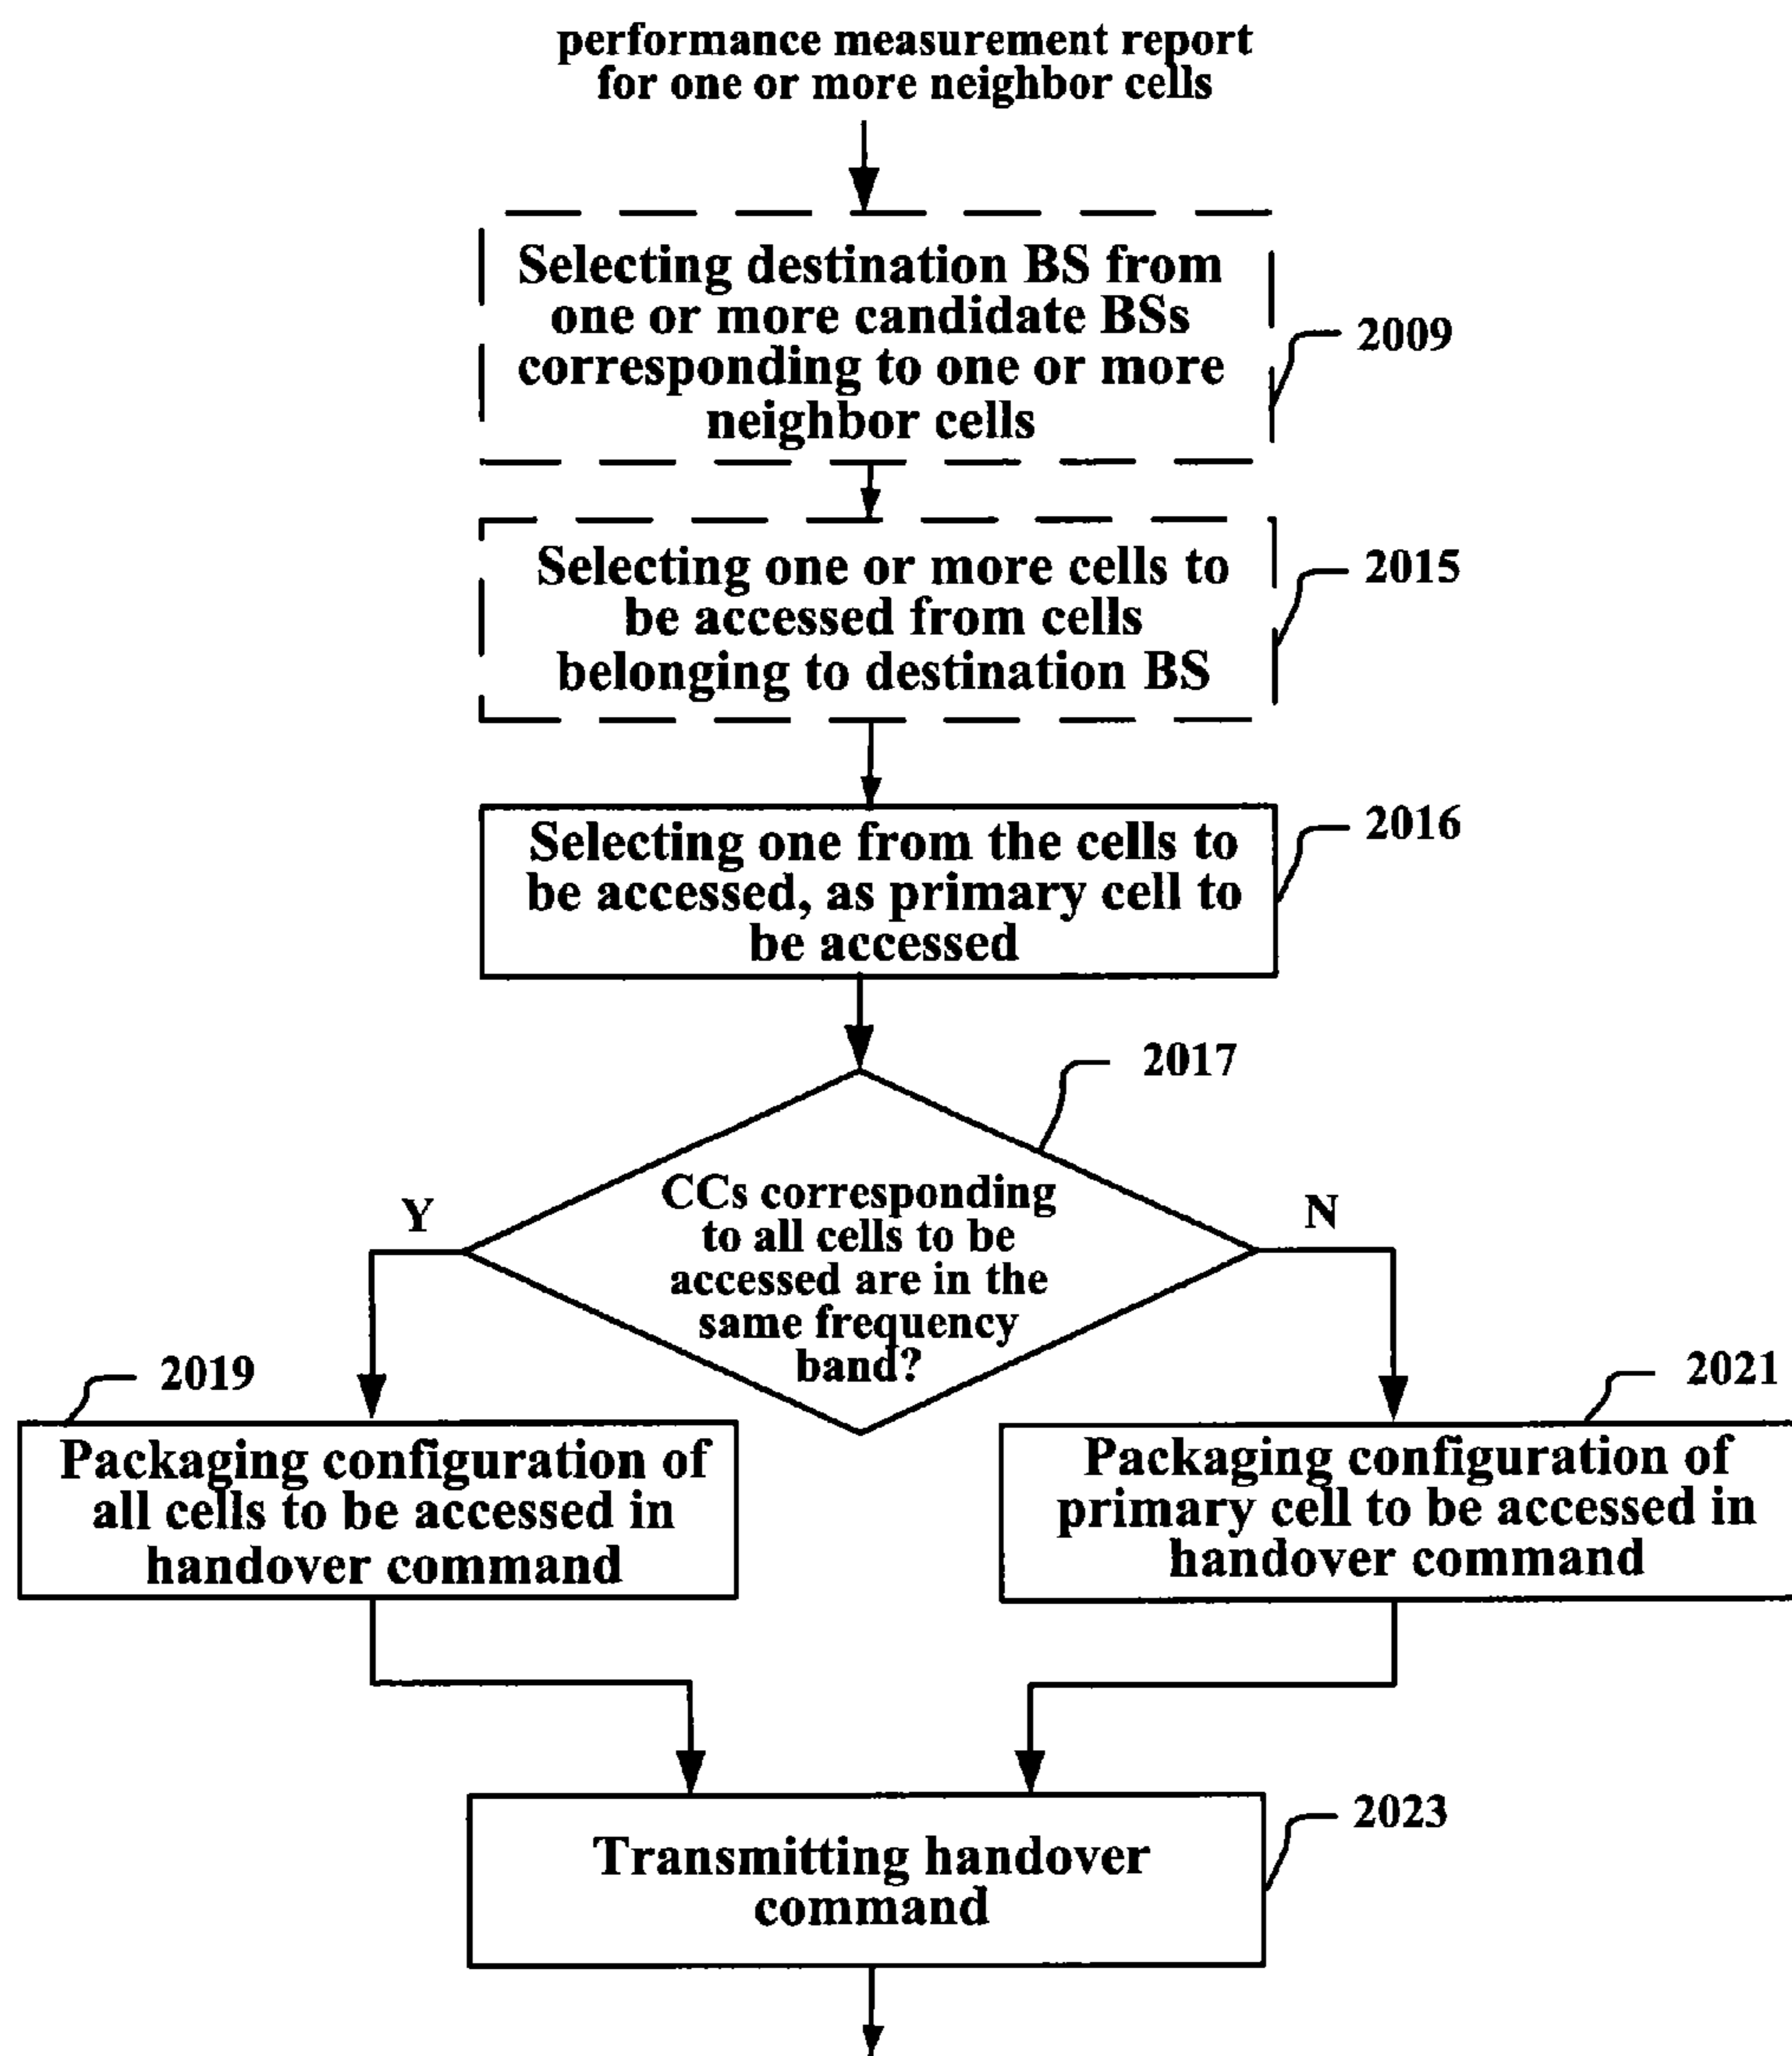 performance measurement report
for one or more neighbor cells
Selecting destination BS from
one or more candidate BSs
corresponding to one or more
neighbor cells
2009
Selecting one or more cells to
be accessed from cells
belonging to destination BS
2015
Selecting one from the cells to
be accessed, as primary cell to
be accessed
2016
2017
CCs corresponding
to all cells to be
accessed are in the
same frequency
band?
Y
N
2019
Packaging configuration of
all cells to be accessed in
handover command
2021
Packaging configuration of
primary cell to be accessed in
handover command
Transmitting handover
command
2023